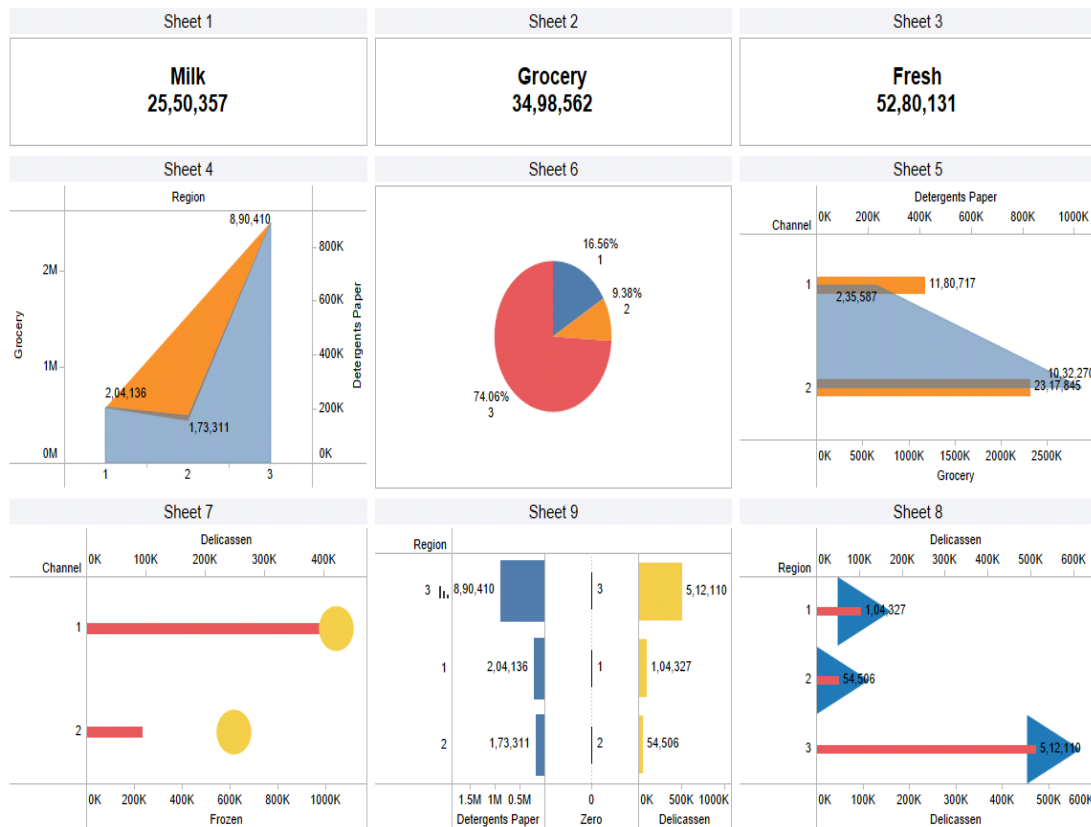 Sheet 1
Milk
25,50,357
Sheet 2
Grocery
34,98,562
Sheet 3
Fresh
52,80,131
Sheet 4
Region
8,90,410
2M
1M
0M
Grocery
2,04,136
1,73,311
800K
600K
400K
200K
0K
Detergents Paper
1 2 3
Sheet 6
16.56%
1
9.38%
2
74.06%
3
Sheet 5
Detergents Paper
Channel 0K 200K 400K 600K 800K 1000K
1 11,80,717
2,35,587
10,32,270
2 23,17,845
0K 500K 1000K 1500K 2000K 2500K
Grocery
Sheet 7
Delicassen
Channel 0K 100K 200K 300K 400K
1
2
0K 200K 400K 600K 800K 1000K
Frozen
Sheet 9
Region
3 8,90,410 3 5,12,110
1 2,04,136 1 1,04,327
2 1,73,311 2 54,506
1.5M 1M 0.5M 0 0K 500K 1000K
Detergents Paper Zero Delicassen
Sheet 8
Delicassen
Region 0K 100K 200K 300K 400K 500K 600K
1 1,04,327
2 54,506
3 5,12,110
0K 100K 200K 300K 400K 500K 600K
Delicassen